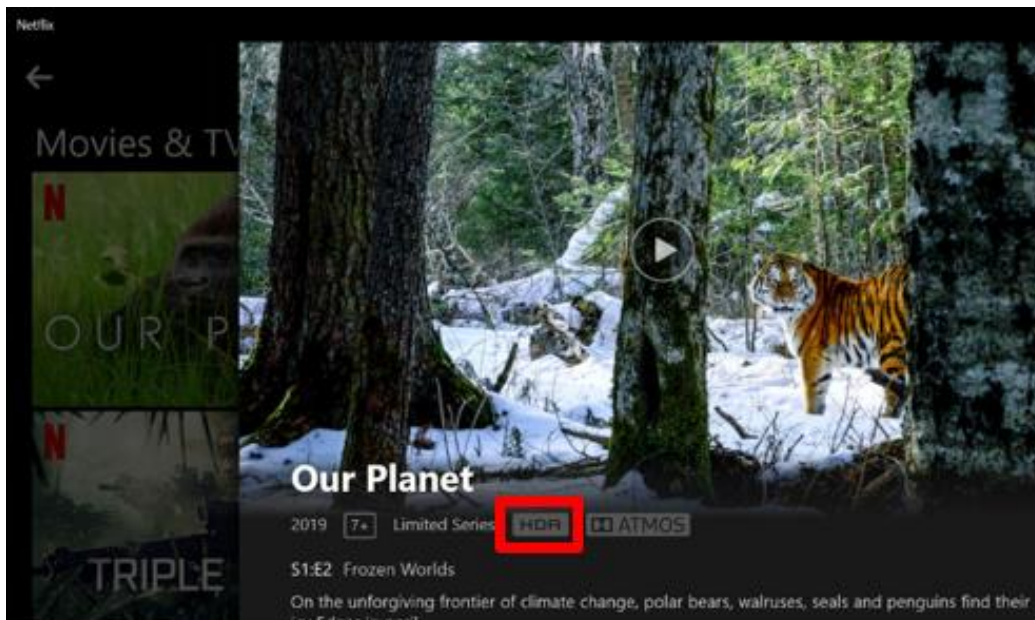 Netflix
Movies & TV
N
OUR P
N
TRIPLE
Our Planet
2019 7+ Limited Series HDR ATMOS
S1:E2 Frozen Worlds
On the unforgiving frontier of climate change, polar bears, walruses, seals and penguins find their